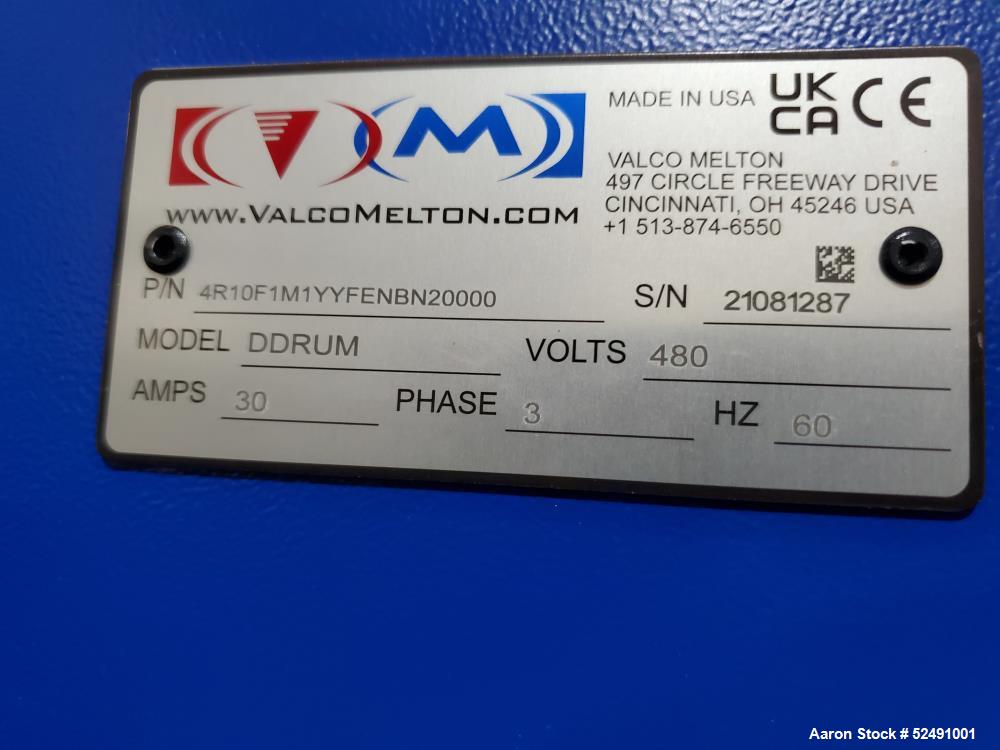 V M
MADE IN USA UK CA CE
VALCO MELTON
497 CIRCLE FREEWAY DRIVE
CINCINNATI, OH 45246 USA
+1 513-874-6550
WWW.VALCOMELTON.COM
P/N 4R10F1M1YYFENBN20000 S/N 21081287
MODEL DDRUM VOLTS 480
AMPS 30 PHASE 3 HZ 60
Aaron Stock # 52491001